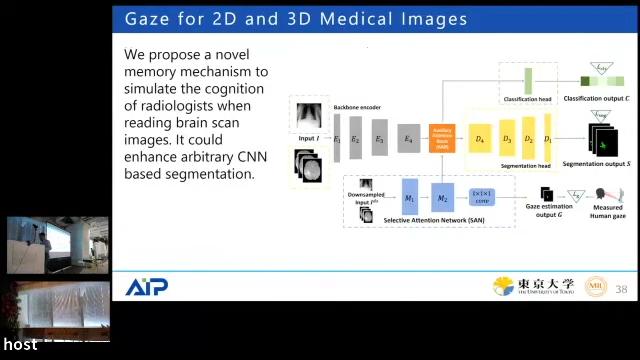 Gaze for 2D and 3D Medical Images
We propose a novel
memory mechanism to
simulate the cognition
of radiologists when
reading brain scan
images. It could
enhance arbitrary CNN
based segmentation.
Backbone encoder
Input I
E1
E2
E3
E4
Auxiliary
Attention
Block (AAB)
D4
D3
D2
D1
Segmentation head
Classification head
Classification output C
Segmentation output S
Downsampled
M1
M2
1×1×1
conv
Selective Attention Network (SAN)
Gaze estimation
output G
Measured
Human gaze
AIP
東京大学
THE UNIVERSITY OF TOKYO
MIL
38
host